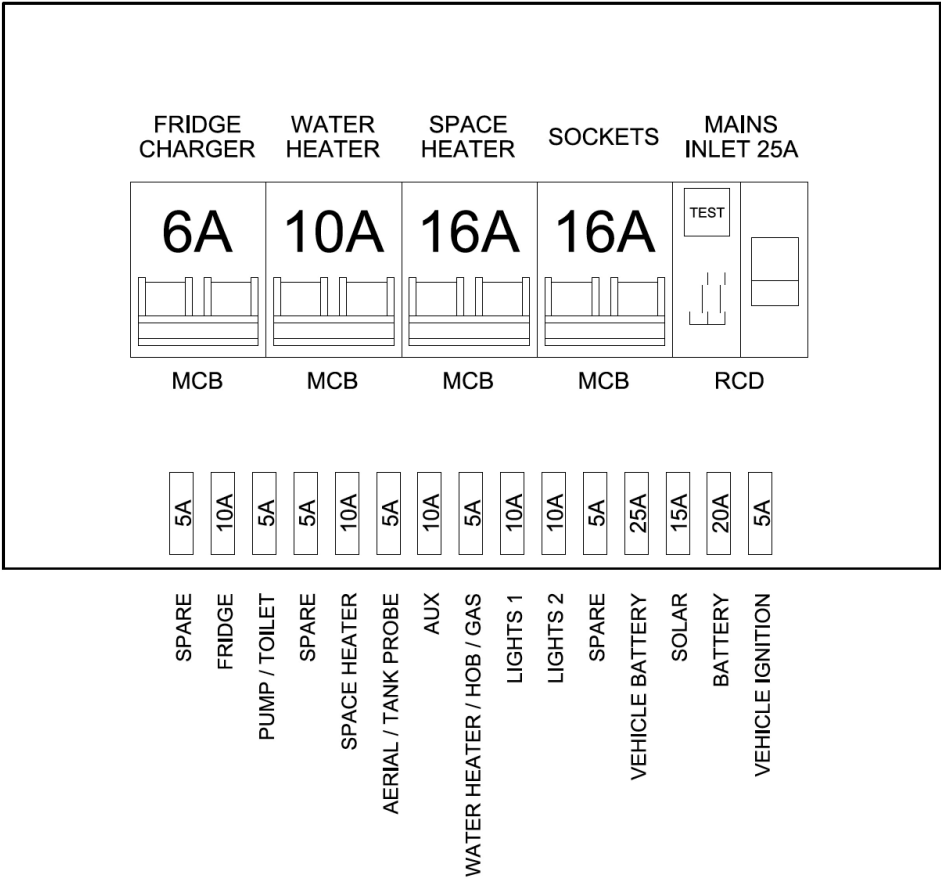 FRIDGE
CHARGER
WATER
HEATER
SPACE
HEATER
SOCKETS
MAINS
INLET 25A
6A
10A
16A
16A
TEST
MCB
MCB
MCB
MCB
RCD
5A
10A
5A
5A
10A
5A
10A
5A
10A
10A
5A
25A
15A
20A
5A
SPARE
FRIDGE
PUMP / TOILET
SPARE
SPACE HEATER
AERIAL / TANK PROBE
AUX
WATER HEATER / HOB / GAS
LIGHTS 1
LIGHTS 2
SPARE
VEHICLE BATTERY
SOLAR
BATTERY
VEHICLE IGNITION